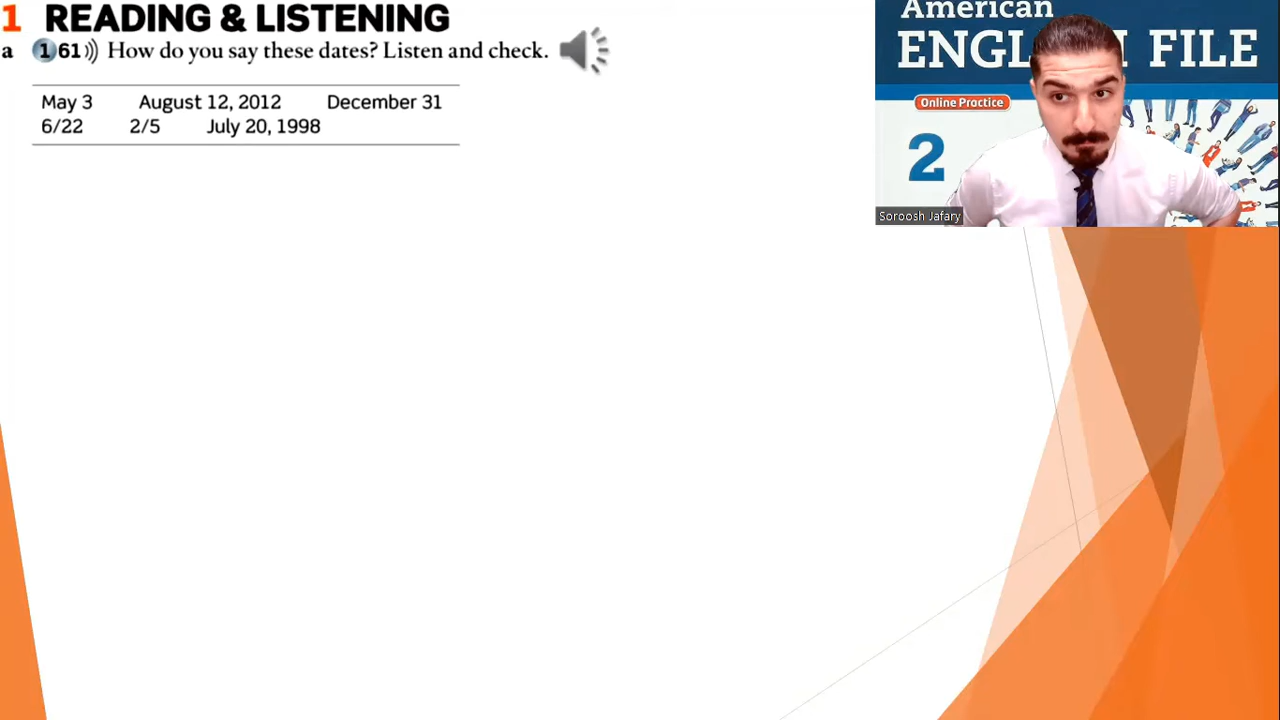 1 READING & LISTENING
a 1 61 How do you say these dates? Listen and check.
May 3 August 12, 2012 December 31
6/22 2/5 July 20, 1998
American
ENGLISH FILE
Online Practice
2
Soroosh Jafary